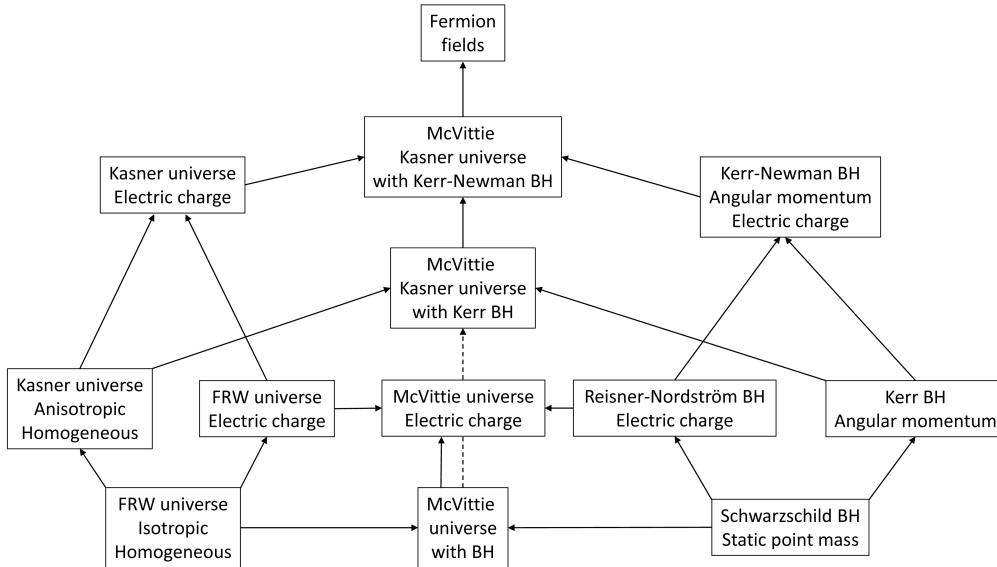 Fermion
fields
McVittie
Kasner universe
with Kerr-Newman BH
Kasner universe
Electric charge
Kerr-Newman BH
Angular momentum
Electric charge
McVittie
Kasner universe
with Kerr BH
Kasner universe
Anisotropic
Homogeneous
FRW universe
Electric charge
McVittie universe
Electric charge
Reisner-Nordström BH
Electric charge
Kerr BH
Angular momentum
FRW universe
Isotropic
Homogeneous
McVittie
universe
with BH
Schwarzschild BH
Static point mass